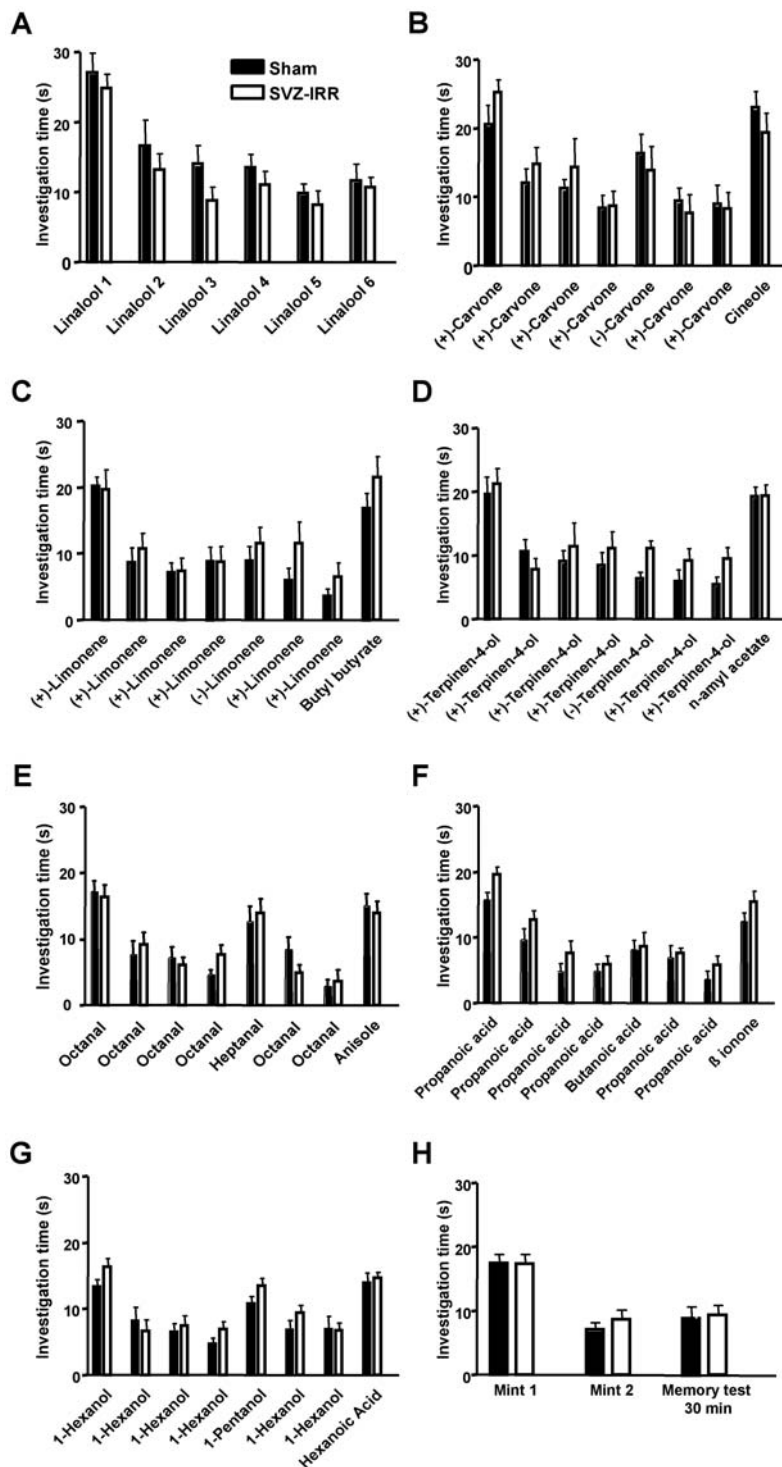 A
Investigation time (s)
30
20
10
0
Sham
SVZ-IRR
Linalool 1
Linalool 2
Linalool 3
Linalool 4
Linalool 5
Linalool 6
B
Investigation time (s)
30
20
10
0
(+)-Carvone
(+)-Carvone
(+)-Carvone
(+)-Carvone
(-)-Carvone
(+)-Carvone
(+)-Carvone
Cineole
C
Investigation time (s)
30
20
10
0
(+)-Limonene
(+)-Limonene
(+)-Limonene
(+)-Limonene
(-)-Limonene
(+)-Limonene
(+)-Limonene
Butyl butyrate
D
Investigation time (s)
30
20
10
0
(+)-Terpinen-4-ol
(+)-Terpinen-4-ol
(+)-Terpinen-4-ol
(+)-Terpinen-4-ol
(-)-Terpinen-4-ol
(+)-Terpinen-4-ol
(+)-Terpinen-4-ol
n-amyl acetate
E
Investigation time (s)
30
20
10
0
Octanal
Octanal
Octanal
Octanal
Heptanal
Octanal
Octanal
Anisole
F
Investigation time (s)
30
20
10
0
Propanoic acid
Propanoic acid
Propanoic acid
Propanoic acid
Butanoic acid
Propanoic acid
Propanoic acid
ß ionone
G
Investigation time (s)
30
20
10
0
1-Hexanol
1-Hexanol
1-Hexanol
1-Hexanol
1-Pentanol
1-Hexanol
1-Hexanol
Hexanoic Acid
H
Investigation time (s)
30
20
10
0
Mint 1
Mint 2
Memory test
30 min